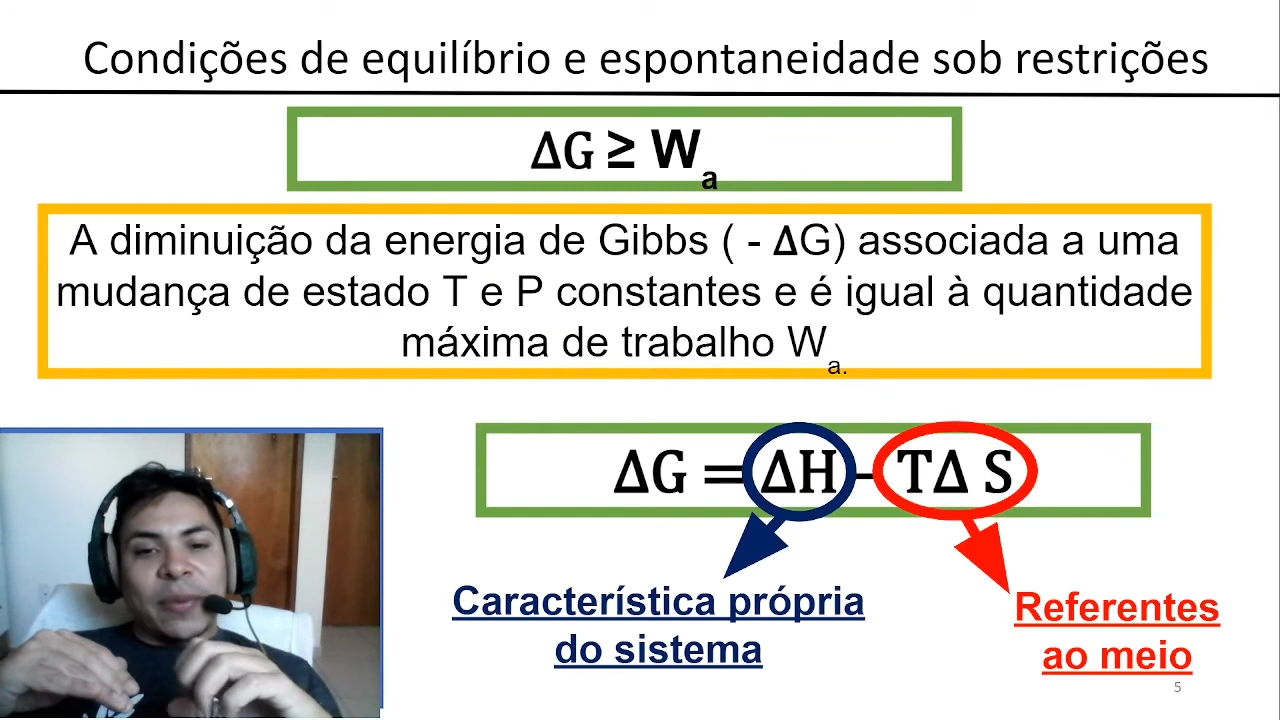 Condições de equilíbrio e espontaneidade sob restrições
ΔG ≥ Wa
A diminuição da energia de Gibbs ( - ΔG) associada a uma
mudança de estado T e P constantes e é igual à quantidade
máxima de trabalho Wa.
ΔG = ΔH - TΔ S
Característica própria
do sistema
Referentes
ao meio
5